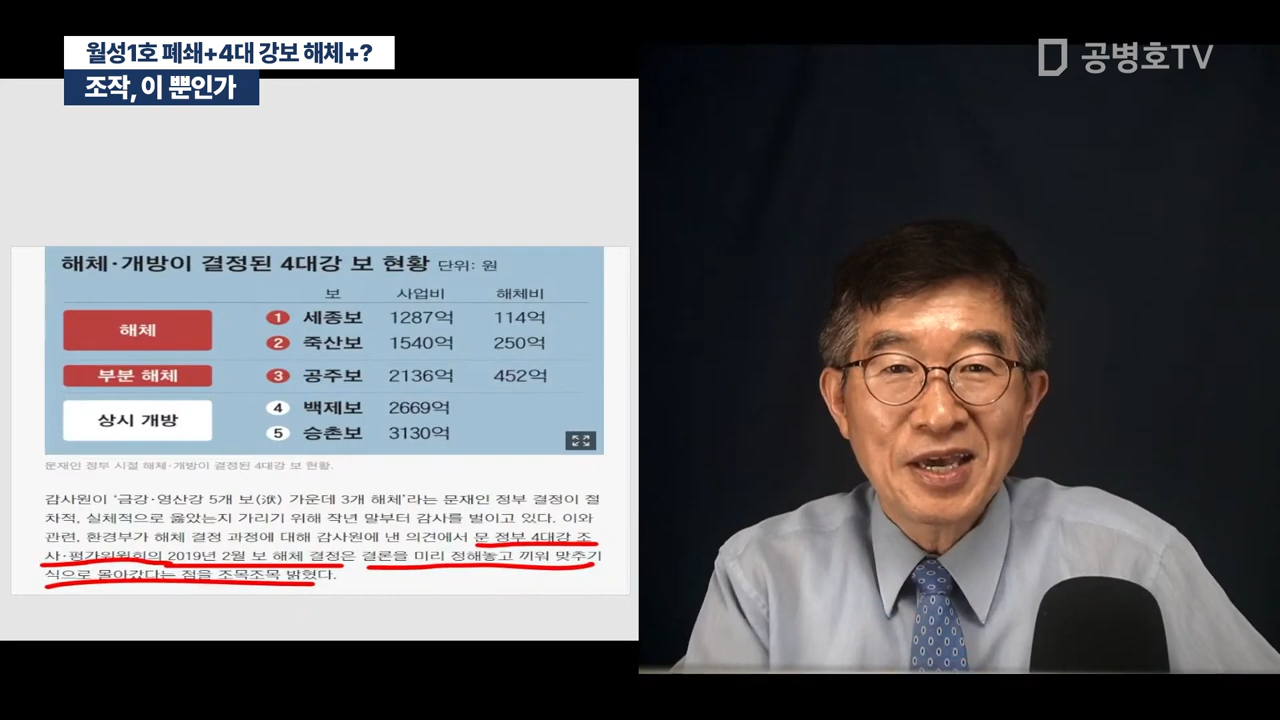 월성1호 폐쇄+4대 강보 해체+?
조작, 이 뿐인가
공병호TV
해체·개방이 결정된 4대강 보 현황 단위: 원
보 사업비 해체비
해체
1 세종보 1287억 114억
2 죽산보 1540억 250억
부분 해체
3 공주보 2136억 452억
상시 개방
4 백제보 2669억
5 승촌보 3130억
문재인 정부 시절 해체·개방이 결정된 4대강 보 현황.
감사원이 '금강·영산강 5개 보(洑) 가운데 3개 해체'라는 문재인 정부 결정이 절
차적, 실체적으로 옳았는지 가리기 위해 작년 말부터 감사를 벌이고 있다. 이와
관련, 환경부가 해체 결정 과정에 대해 감사원에 낸 의견에서 문 정부 4대강 조
사·평가위원회의 2019년 2월 보 해체 결정은 결론을 미리 정해놓고 끼워 맞추기
식으로 몰아갔다는 점을 조목조목 밝혔다.